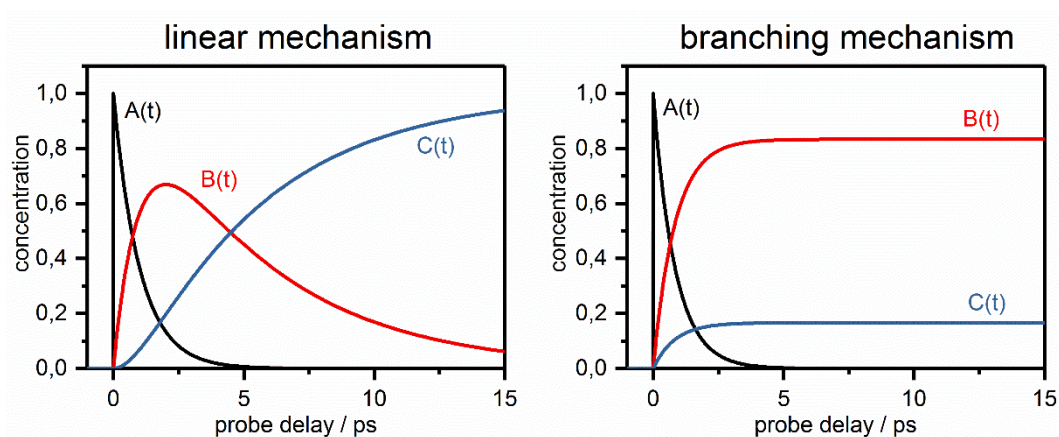 linear mechanism
1,0
0,8
0,6
0,4
0,2
0,0
concentration
A(t)
B(t)
C(t)
0 5 10 15
probe delay / ps
branching mechanism
1,0
0,8
0,6
0,4
0,2
0,0
concentration
A(t)
B(t)
C(t)
0 5 10 15
probe delay / ps